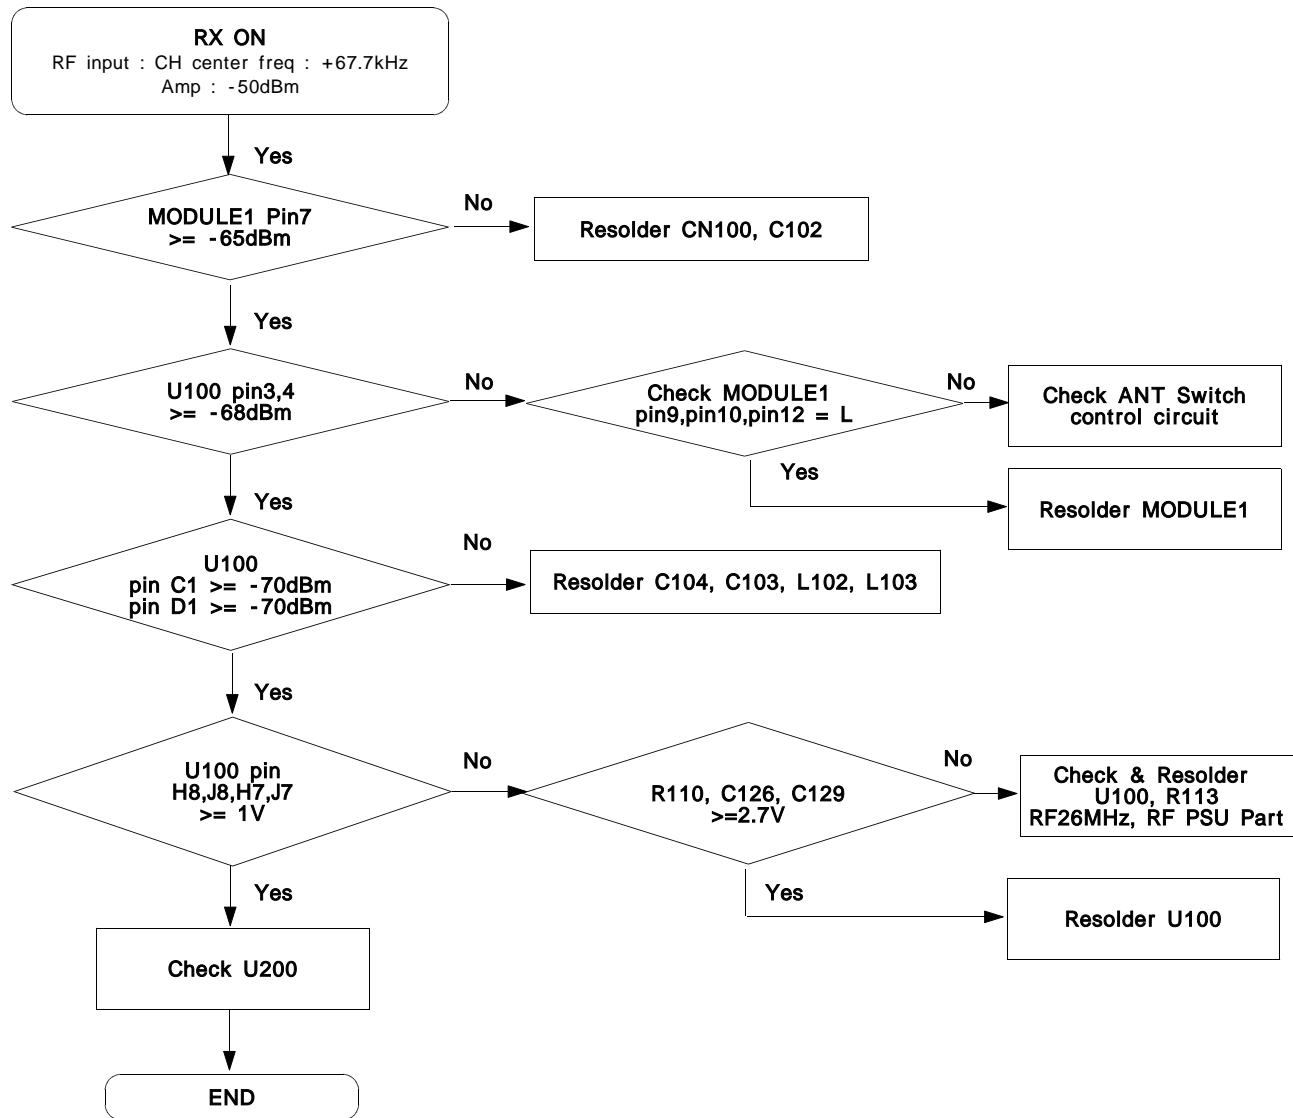 RX ON
RF input : CH center freq : +67.7kHz
Amp : -50dBm
Yes
MODULE1 Pin7
>= -65dBm
No
Resolder CN100, C102
Yes
U100 pin3,4
>= -68dBm
No
Check MODULE1
pin9,pin10,pin12 = L
No
Check ANT Switch
control circuit
Yes
Resolder MODULE1
Yes
U100
pin C1 >= -70dBm
pin D1 >= -70dBm
No
Resolder C104, C103, L102, L103
Yes
U100 pin
H8,J8,H7,J7
>= 1V
No
R110, C126, C129
>=2.7V
No
Check & Resolder
U100, R113
RF26MHz, RF PSU Part
Yes
Resolder U100
Yes
Check U200
END